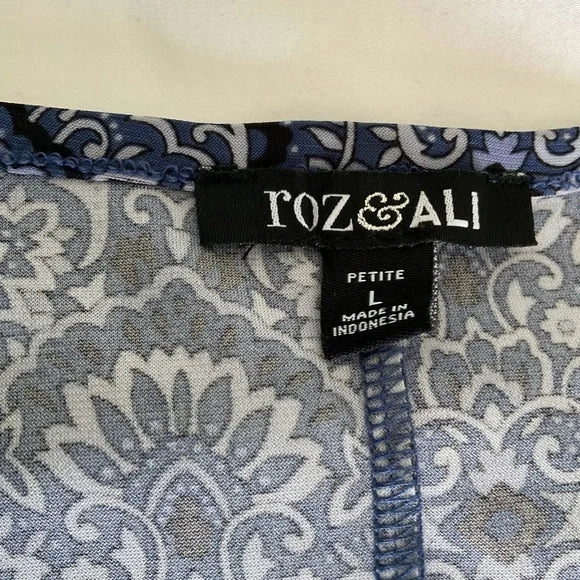 roz&ALI
PETITE
L
MADE IN
INDONESIA